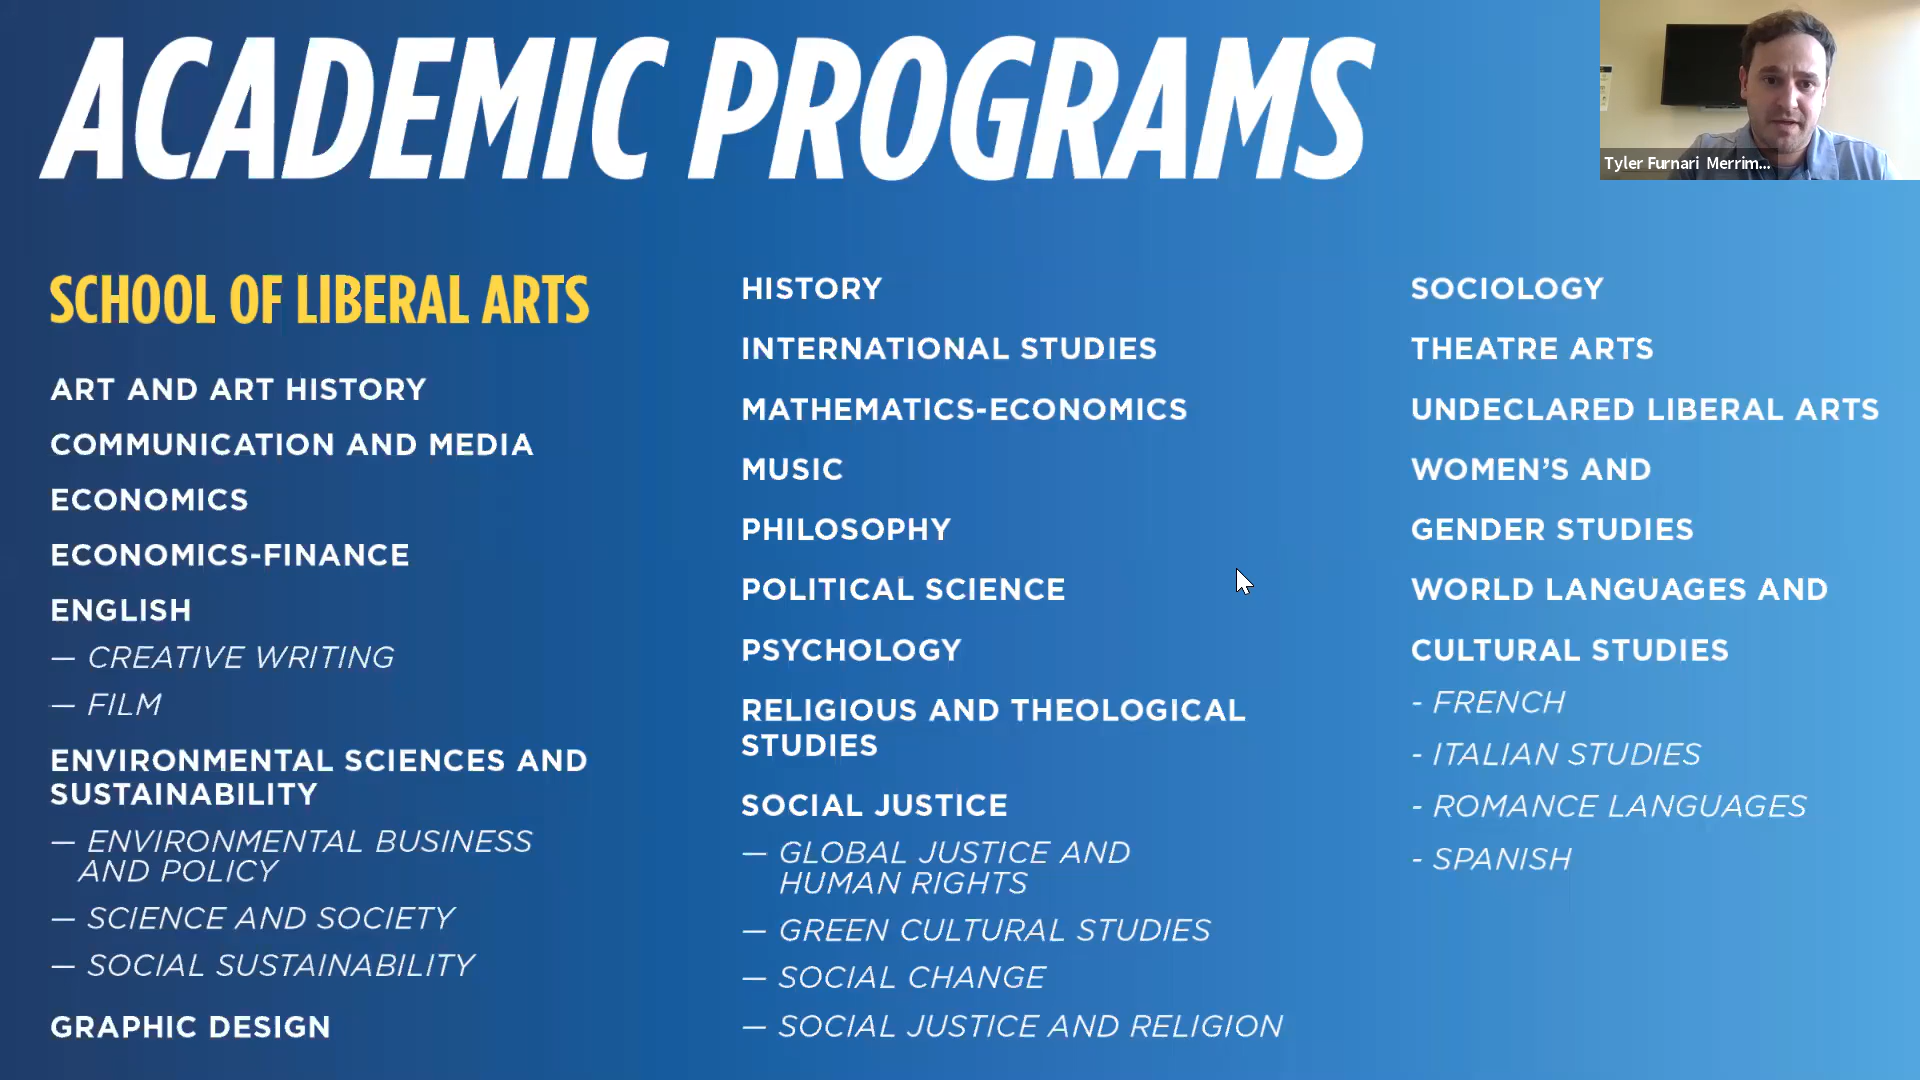 ACADEMIC PROGRAMS
Tyler Furnari Merrim...
SCHOOL OF LIBERAL ARTS
ART AND ART HISTORY
COMMUNICATION AND MEDIA
ECONOMICS
ECONOMICS-FINANCE
ENGLISH
— CREATIVE WRITING
— FILM
ENVIRONMENTAL SCIENCES AND
SUSTAINABILITY
— ENVIRONMENTAL BUSINESS
AND POLICY
— SCIENCE AND SOCIETY
— SOCIAL SUSTAINABILITY
GRAPHIC DESIGN
HISTORY
INTERNATIONAL STUDIES
MATHEMATICS-ECONOMICS
MUSIC
PHILOSOPHY
POLITICAL SCIENCE
PSYCHOLOGY
RELIGIOUS AND THEOLOGICAL
STUDIES
SOCIAL JUSTICE
— GLOBAL JUSTICE AND
HUMAN RIGHTS
— GREEN CULTURAL STUDIES
— SOCIAL CHANGE
— SOCIAL JUSTICE AND RELIGION
SOCIOLOGY
THEATRE ARTS
UNDECLARED LIBERAL ARTS
WOMEN’S AND
GENDER STUDIES
WORLD LANGUAGES AND
CULTURAL STUDIES
- FRENCH
- ITALIAN STUDIES
- ROMANCE LANGUAGES
- SPANISH